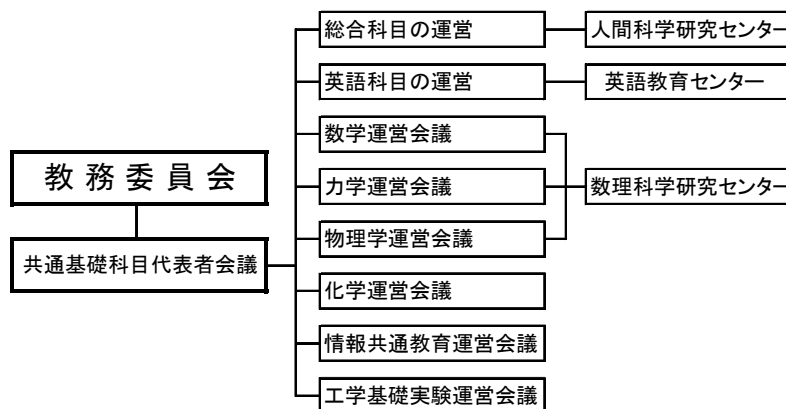 総合科目の運営
人間科学研究センター
英語科目の運営
英語教育センター
数学運営会議
教務委員会
力学運営会議
数理科学研究センター
物理学運営会議
共通基礎科目代表者会議
化学運営会議
情報共通教育運営会議
工学基礎実験運営会議